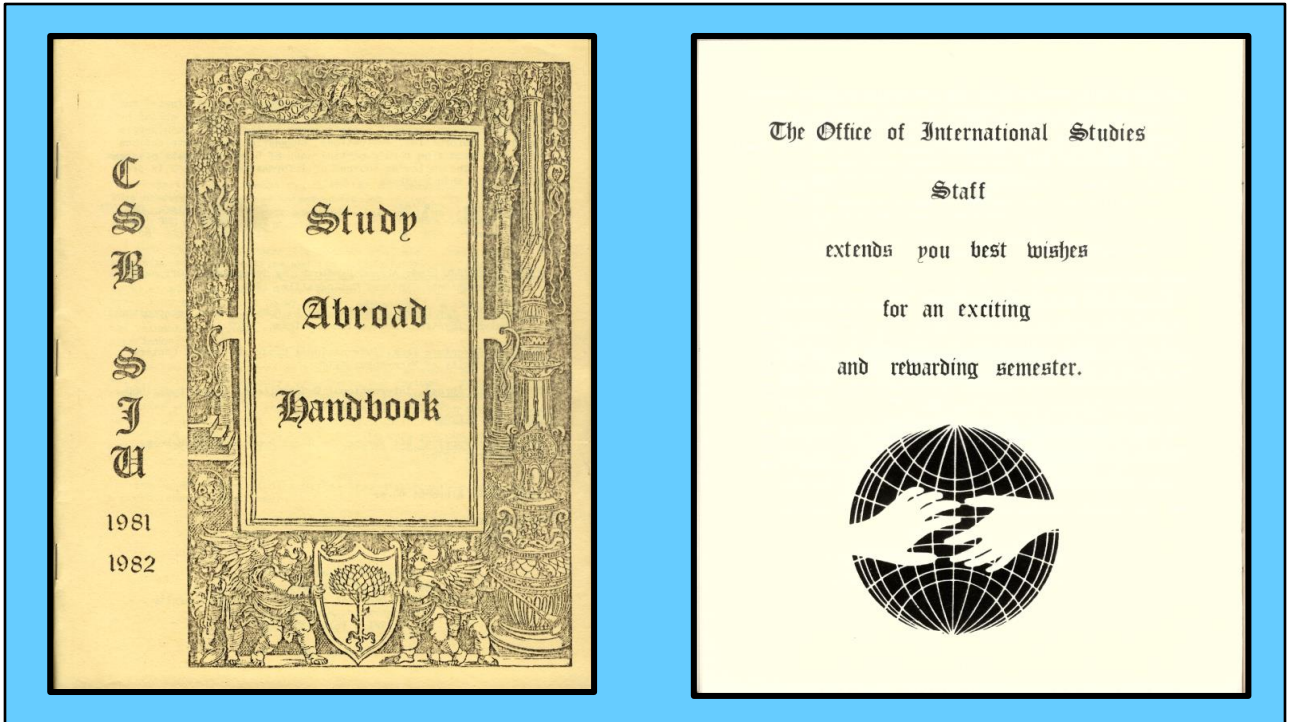 C
S
B
S
J
U
1981
1982
Study
Abroad
Handbook
The Office of International Studies
Staff
extends you best wishes
for an exciting
and rewarding semester.